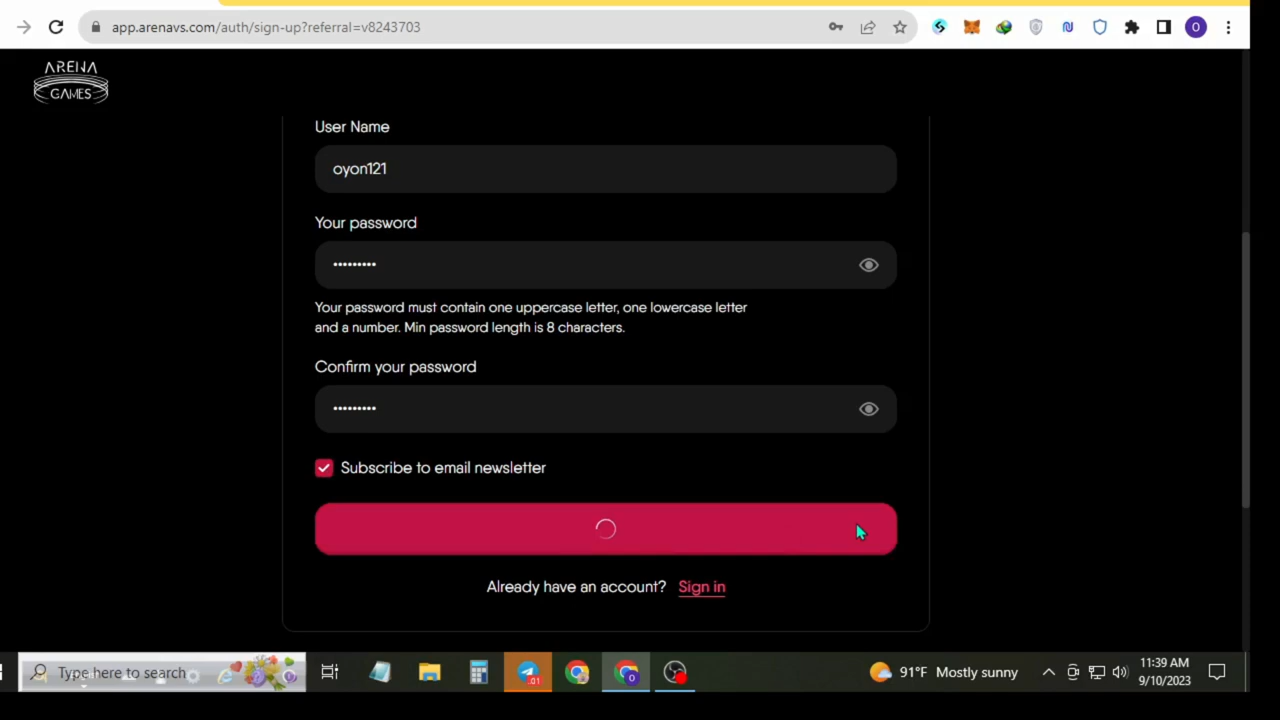 app.arenavs.com/auth/sign-up?referral=v8243703
O
ARENA
GAMES
User Name
oyon121
Your password
•••••••••
Your password must contain one uppercase letter, one lowercase letter
and a number. Min password length is 8 characters.
Confirm your password
•••••••••
Subscribe to email newsletter
Already have an account? Sign in
Type here to search
.01
91°F Mostly sunny
11:39 AM
9/10/2023